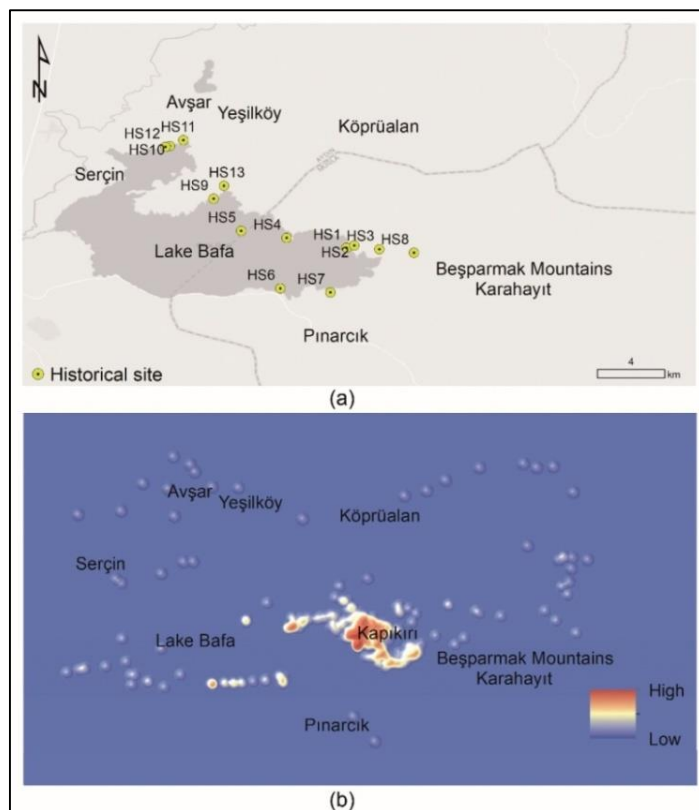 N
Avşar
Yeşilköy
Köprüalan
HS12 HS11
HS10
Serçin
HS13
HS9
HS5
HS4
HS1 HS3 HS8
HS2
Lake Bafa
Beşparmak Mountains
Karahayıt
HS6
HS7
Pınarcık
Historical site
4
km
(a)
Avşar
Yeşilköy
Köprüalan
Serçin
Kapıkırı
Lake Bafa
Beşparmak Mountains
Karahayıt
High
Low
Pınarcık
(b)